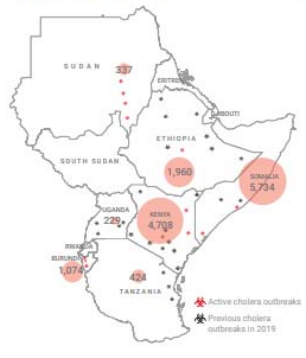 SUDAN
337
ERITREA
DJIBOUTI
ETHIOPIA
1,960
SOUTH SUDAN
SOMALIA
5,734
UGANDA
229
KENYA
4,708
RWANDA
BURUNDI
1,074
424
TANZANIA
Active cholera outbreaks
Previous cholera
outbreaks in 2019